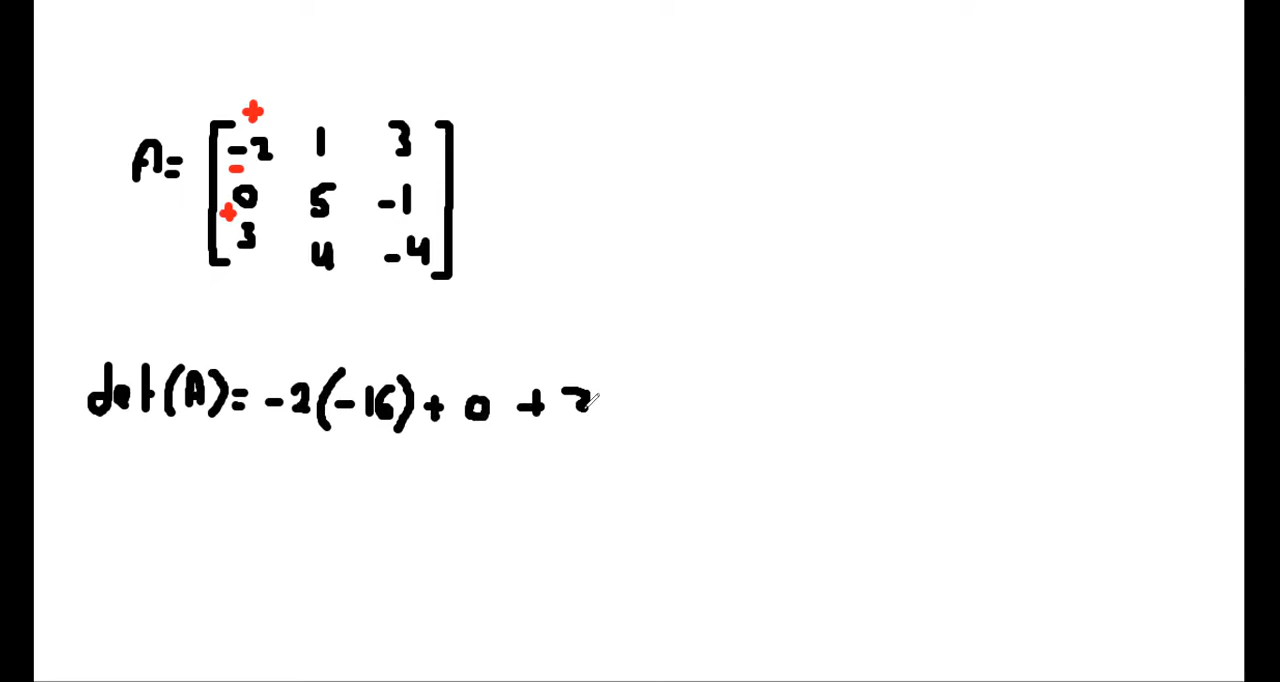 +
A= [ -2 1 3 ]
-
0 5 -1
+
3 4 -4
det(A)= -2(-16) + 0 +